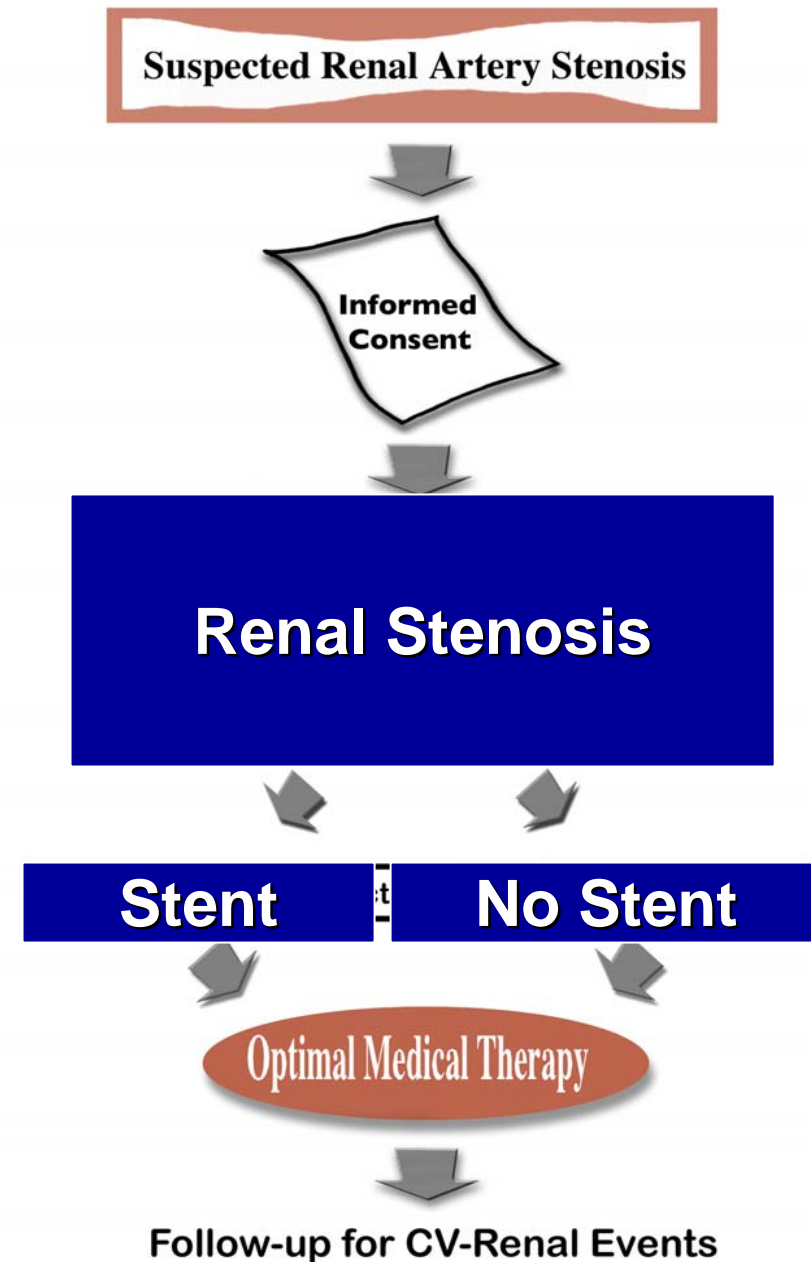 Suspected Renal Artery Stenosis
Informed
Consent
Renal Stenosis
Stent
No Stent
Optimal Medical Therapy
Follow-up for CV-Renal Events